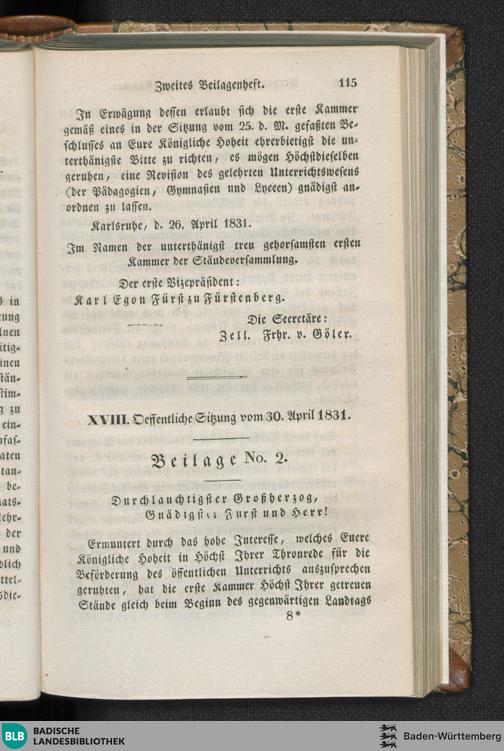 Zweites Beilagenheft. 115
In Erwägung dessen erlaubt sich die erste Kammer
gemäß eines in der Sitzung vom 25. d. M. gefaßten Be-
schlusses an Eure Königliche Hoheit ehrerbietigst die un-
terthänigste Bitte zu richten, es mögen Höchstdieselben
geruhen, eine Revision des gelehrten Unterrichtswesens
(der Pädagogien, Gymnasien und Lyceen) gnädigst an-
ordnen zu lassen.
Karlsruhe, d. 26. April 1831.
Im Namen der unterthänigst treu gehorsamsten ersten
Kammer der Ständeversammlung.
Der erste Vizepräsident:
Karl Egon Fürst zu Fürstenberg.
Die Secretäre:
Zell. Frhr. v. Göler.
XVIII. Oeffentliche Sitzung vom 30. April 1831.
Beilage No. 2.
Durchlauchtigster Großherzog,
Gnädigster Fürst und Herr!
Ermuntert durch das hohe Interesse, welches Euere
Königliche Hoheit in Höchst Ihrer Thronrede für die
Beförderung des öffentlichen Unterrichts auszusprechen
geruhten, hat die erste Kammer Höchst Ihrer getreuen
Stände gleich beim Beginn des gegenwärtigen Landtags
8*
BLB BADISCHE
LANDESBIBLIOTHEK
Baden-Württemberg